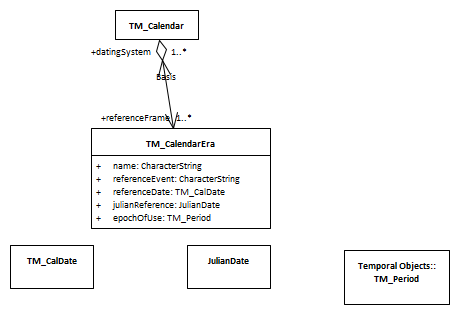 TM_Calendar
+datingSystem 1..*
Basis
+referenceFrame 1..*
TM_CalendarEra
+ name: CharacterString
+ referenceEvent: CharacterString
+ referenceDate: TM_CalDate
+ julianReference: JulianDate
+ epochOfUse: TM_Period
TM_CalDate
JulianDate
Temporal Objects::
TM_Period